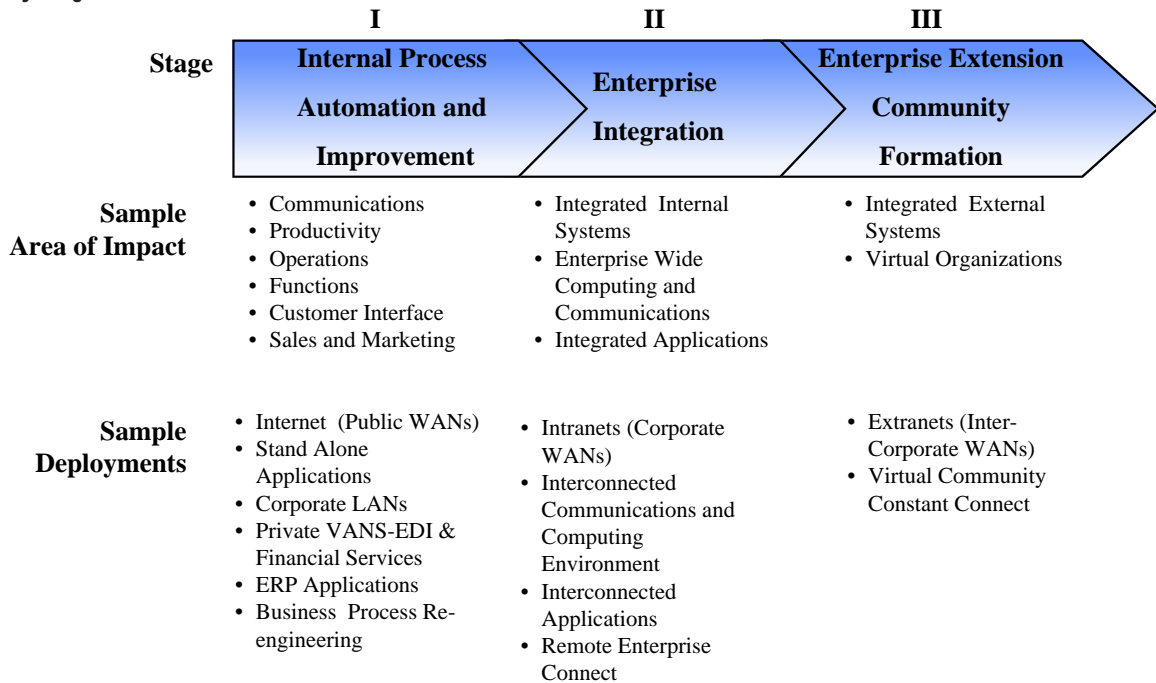 I
II
III
Stage
Internal Process
Automation and
Improvement
Enterprise
Integration
Enterprise Extension
Community
Formation
Sample
Area of Impact
• Communications
• Productivity
• Operations
• Functions
• Customer Interface
• Sales and Marketing
• Integrated Internal
Systems
• Enterprise Wide
Computing and
Communications
• Integrated Applications
• Integrated External
Systems
• Virtual Organizations
Sample
Deployments
• Internet (Public WANs)
• Stand Alone
Applications
• Corporate LANs
• Private VANS-EDI &
Financial Services
• ERP Applications
• Business Process Re-
engineering
• Intranets (Corporate
WANs)
• Interconnected
Communications and
Computing
Environment
• Interconnected
Applications
• Remote Enterprise
Connect
• Extranets (Inter-
Corporate WANs)
• Virtual Community
Constant Connect